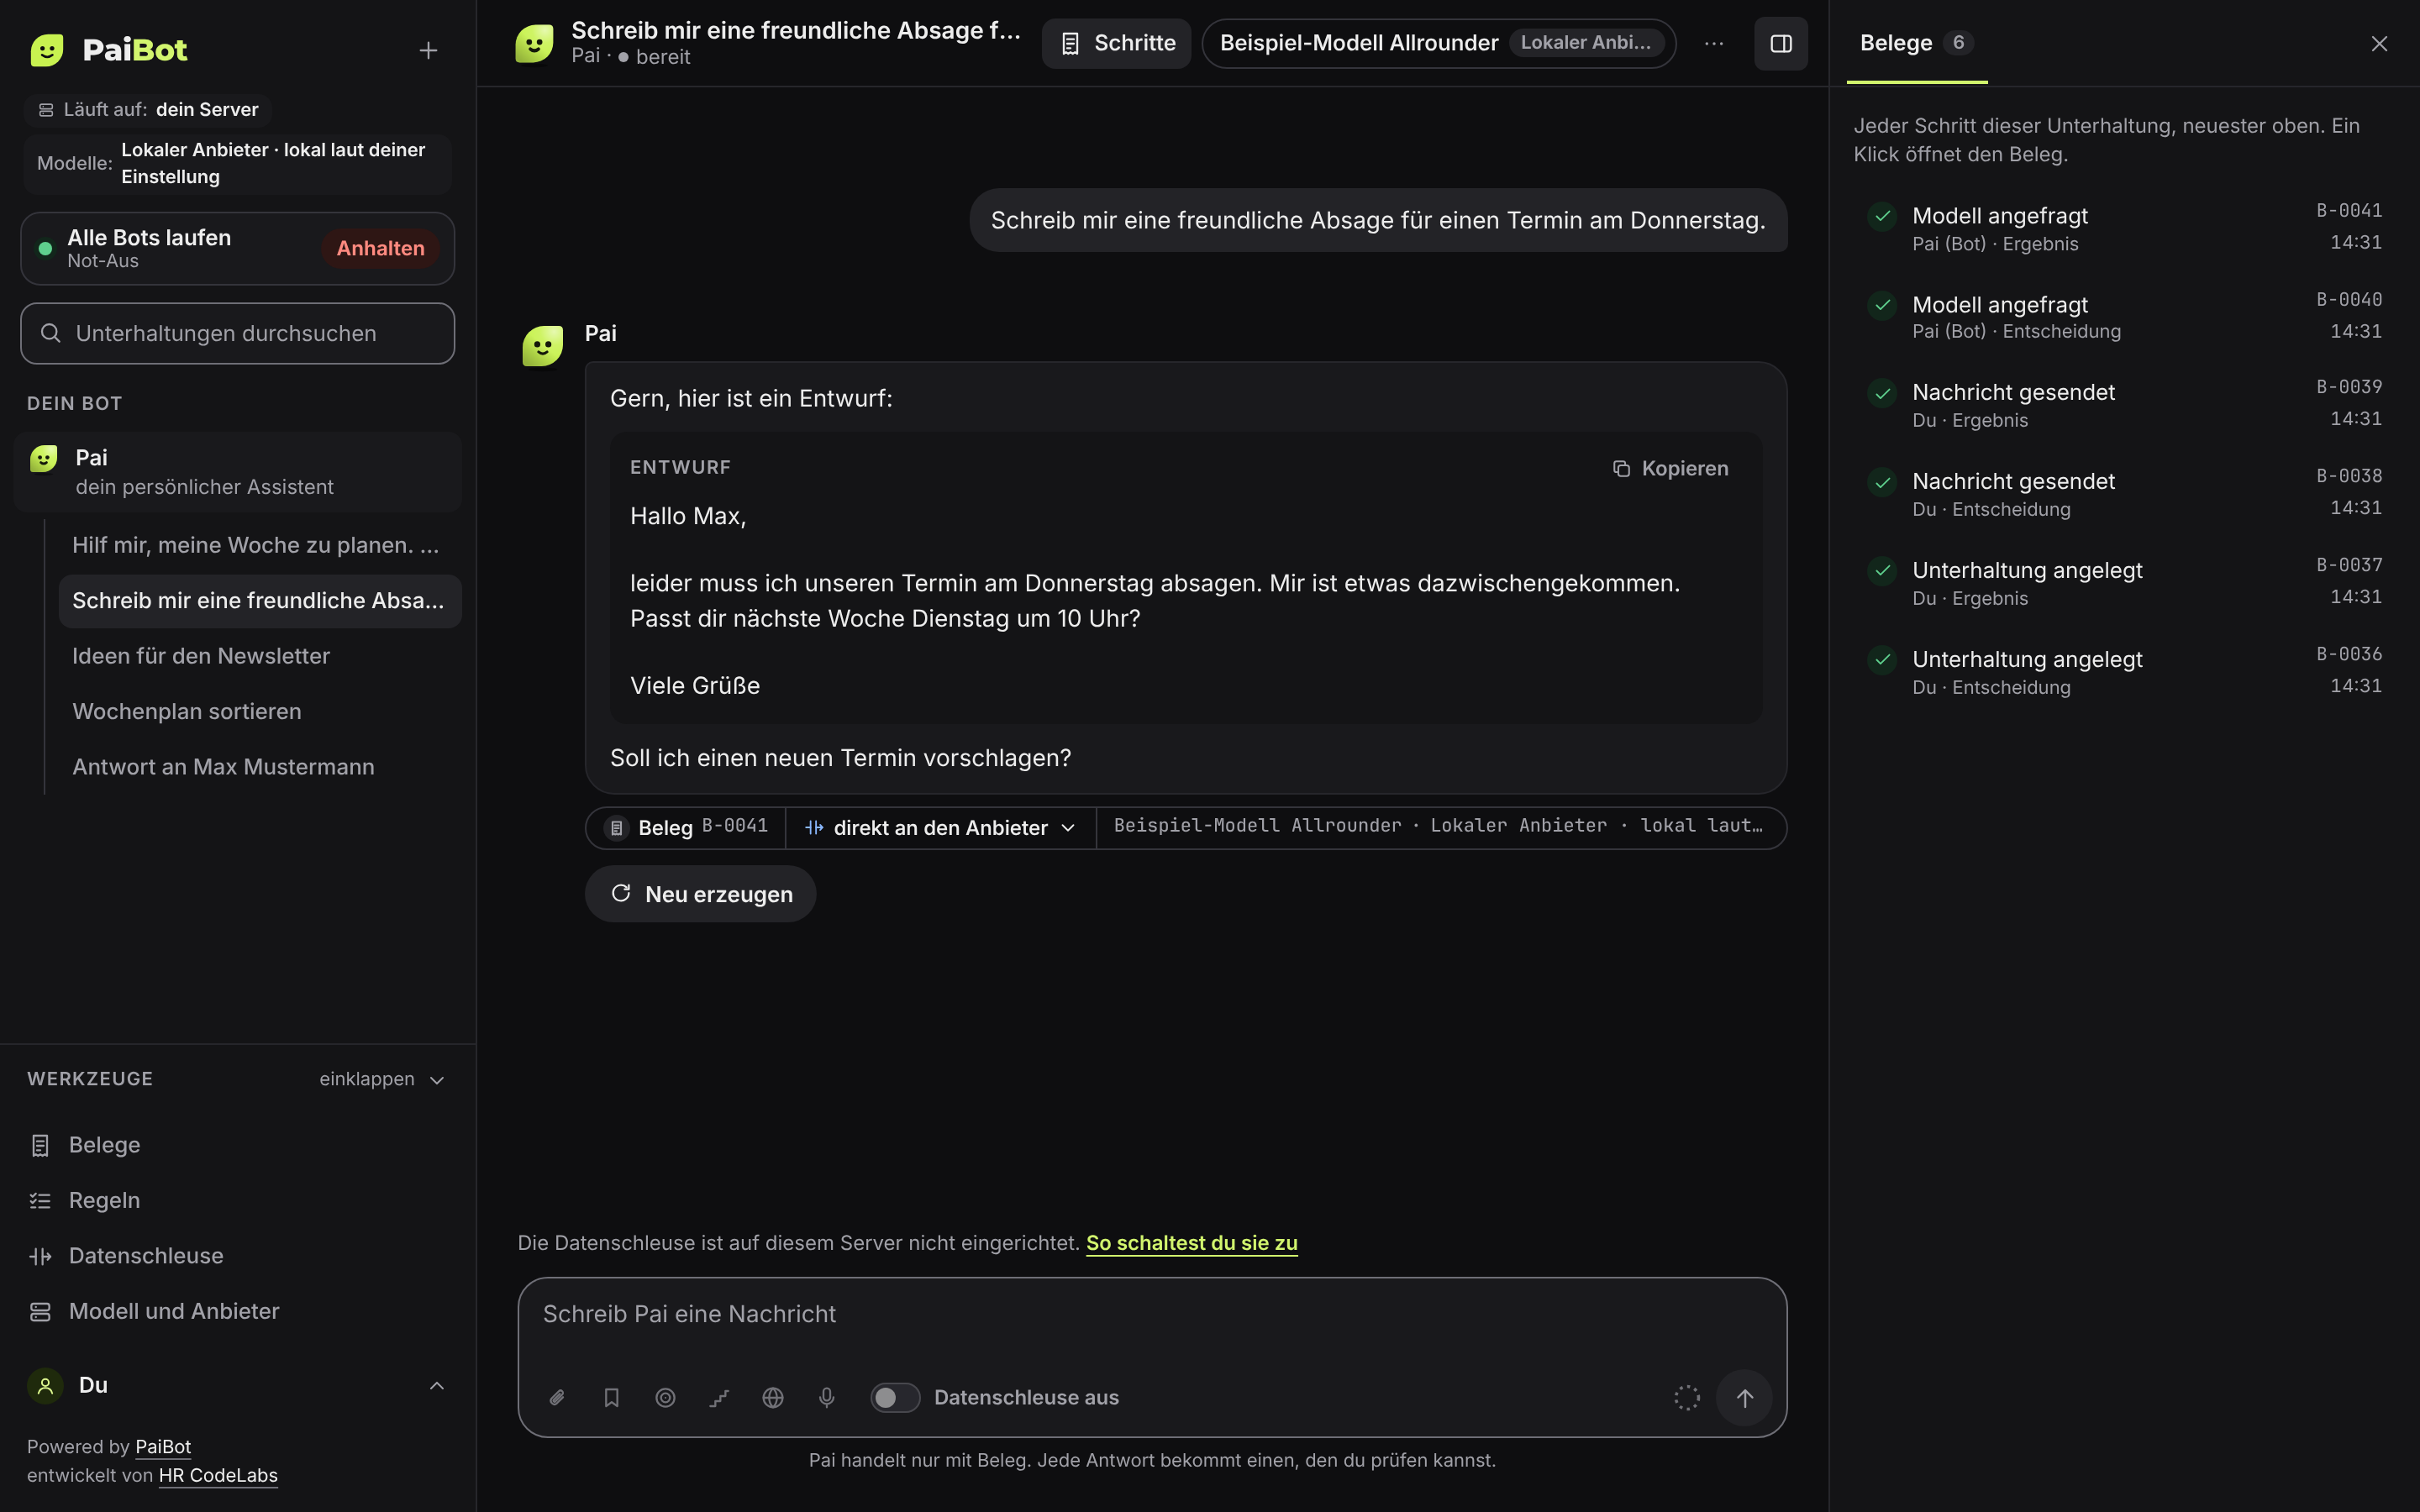 PaiBot
Läuft auf: dein Server
Modelle: Lokaler Anbieter · lokal laut deiner
Einstellung
Alle Bots laufen
Not-Aus
Anhalten
Unterhaltungen durchsuchen
DEIN BOT
Pai
dein persönlicher Assistent
Hilf mir, meine Woche zu planen. ...
Schreib mir eine freundliche Absa...
Ideen für den Newsletter
Wochenplan sortieren
Antwort an Max Mustermann
WERKZEUGE einklappen
Belege
Regeln
Datenschleuse
Modell und Anbieter
Du
Powered by PaiBot
entwickelt von HR CodeLabs
Schreib mir eine freundliche Absage f...
Pai · bereit
Schritte
Beispiel-Modell Allrounder Lokaler Anbi...
Schreib mir eine freundliche Absage für einen Termin am Donnerstag.
Pai
Gern, hier ist ein Entwurf:
ENTWURF Kopieren
Hallo Max,
leider muss ich unseren Termin am Donnerstag absagen. Mir ist etwas dazwischengekommen.
Passt dir nächste Woche Dienstag um 10 Uhr?
Viele Grüße
Soll ich einen neuen Termin vorschlagen?
Beleg B-0041 direkt an den Anbieter Beispiel-Modell Allrounder · Lokaler Anbieter · lokal laut…
Neu erzeugen
Die Datenschleuse ist auf diesem Server nicht eingerichtet. So schaltest du sie zu
Schreib Pai eine Nachricht
Datenschleuse aus
Pai handelt nur mit Beleg. Jede Antwort bekommt einen, den du prüfen kannst.
Belege 6
Jeder Schritt dieser Unterhaltung, neuester oben. Ein
Klick öffnet den Beleg.
Modell angefragt B-0041
Pai (Bot) · Ergebnis 14:31
Modell angefragt B-0040
Pai (Bot) · Entscheidung 14:31
Nachricht gesendet B-0039
Du · Ergebnis 14:31
Nachricht gesendet B-0038
Du · Entscheidung 14:31
Unterhaltung angelegt B-0037
Du · Ergebnis 14:31
Unterhaltung angelegt B-0036
Du · Entscheidung 14:31